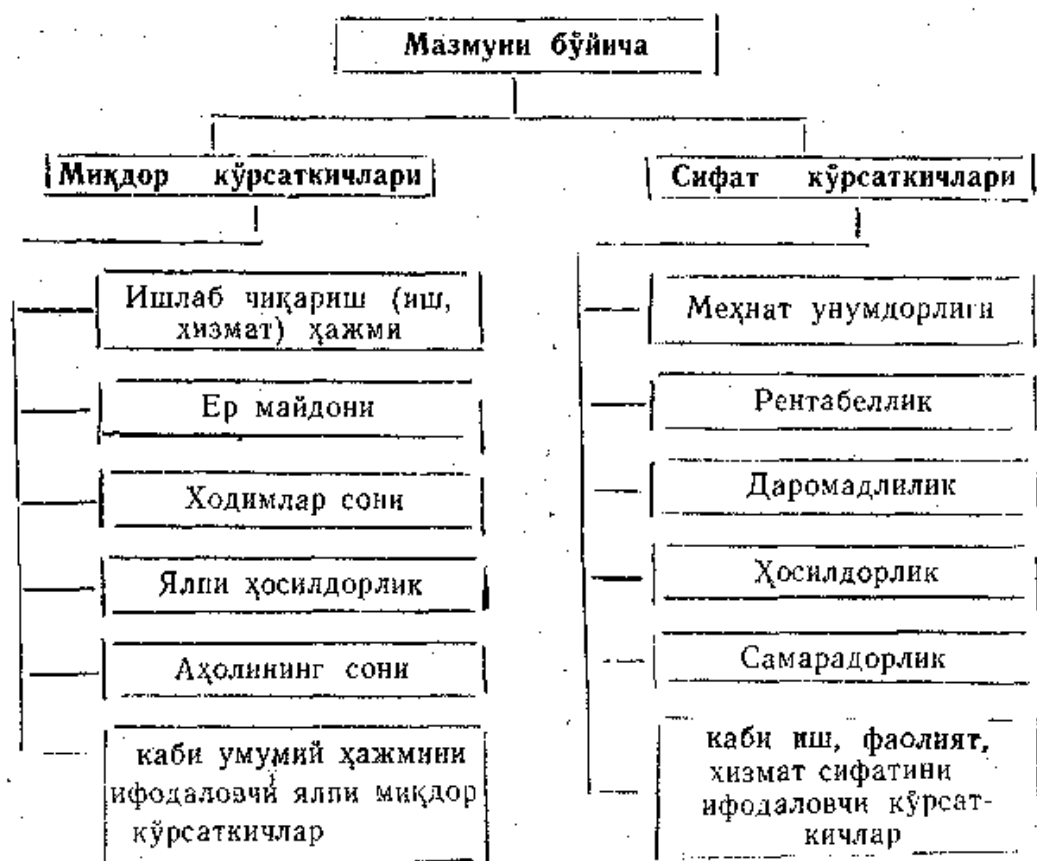 Мазмуни бўйича
Миқдор кўрсаткичлари
Сифат кўрсаткичлари
Ишлаб чиқариш (иш,
хизмат) ҳажми
Ер майдони
Ходимлар сони
Ялпи ҳосилдорлик
Аҳолининг сони
каби умумий ҳажмини
ифодаловчи ялпи миқдор
кўрсаткичлар
Меҳнат унумдорлиги
Рентабеллик
Даромадлилик
Ҳосилдорлик
Самарадорлик
каби иш, фаолият,
хизмат сифатини
ифодаловчи кўрсат-
кичлар